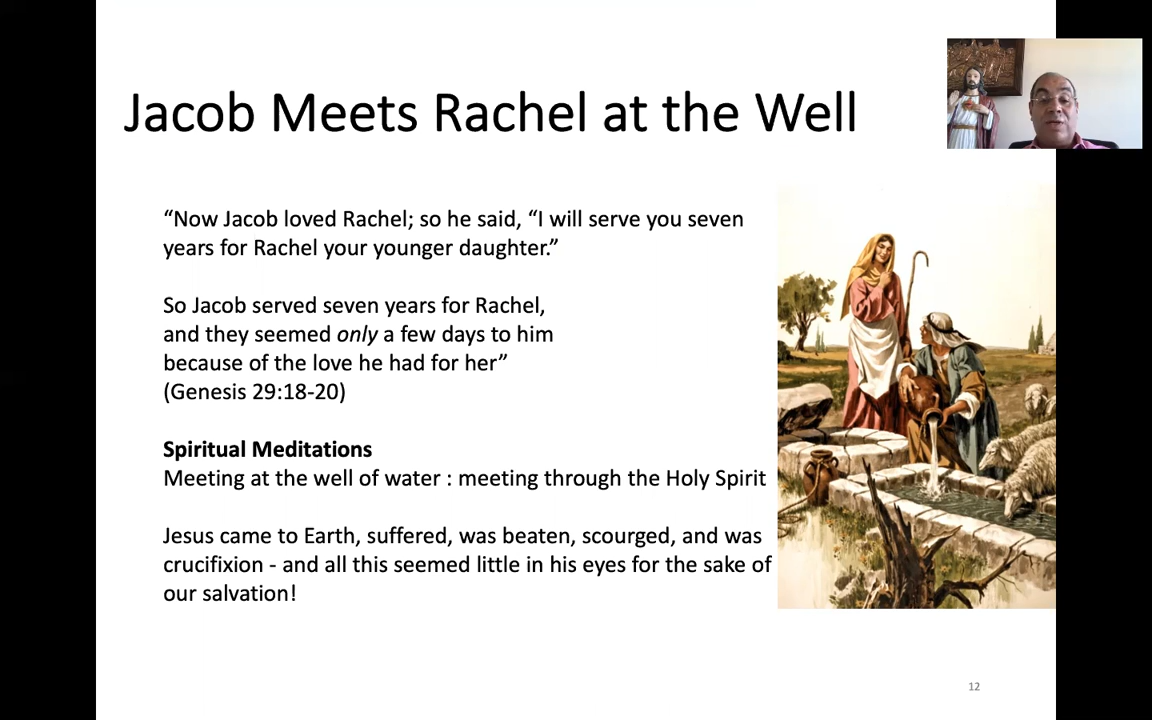 Jacob Meets Rachel at the Well
“Now Jacob loved Rachel; so he said, “I will serve you seven
years for Rachel your younger daughter.”
So Jacob served seven years for Rachel,
and they seemed only a few days to him
because of the love he had for her”
(Genesis 29:18-20)
Spiritual Meditations
Meeting at the well of water : meeting through the Holy Spirit
Jesus came to Earth, suffered, was beaten, scourged, and was
crucifixion - and all this seemed little in his eyes for the sake of
our salvation!
12